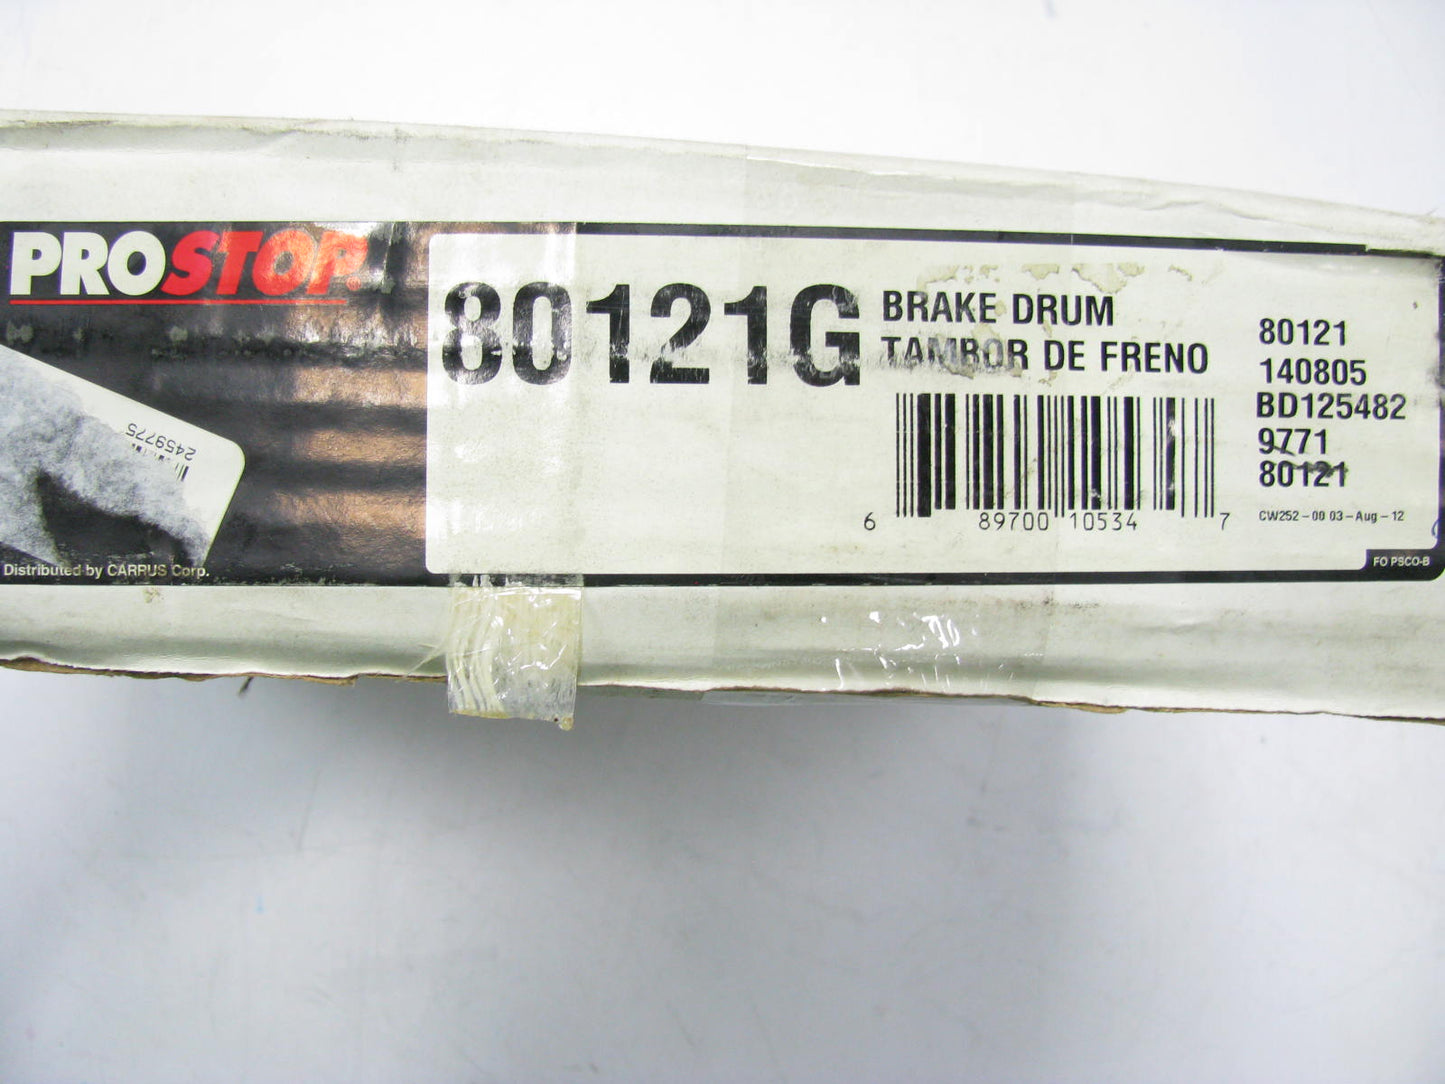 PROSTOP
80121G
BRAKE DRUM
TAMBOR DE FRENO
6 89700 10534 7
80121
140805
BD125482
9771
80121
CW252-00 03-Aug-12
FO PSCO-B
2459775
Distributed by CARRUS Corp.